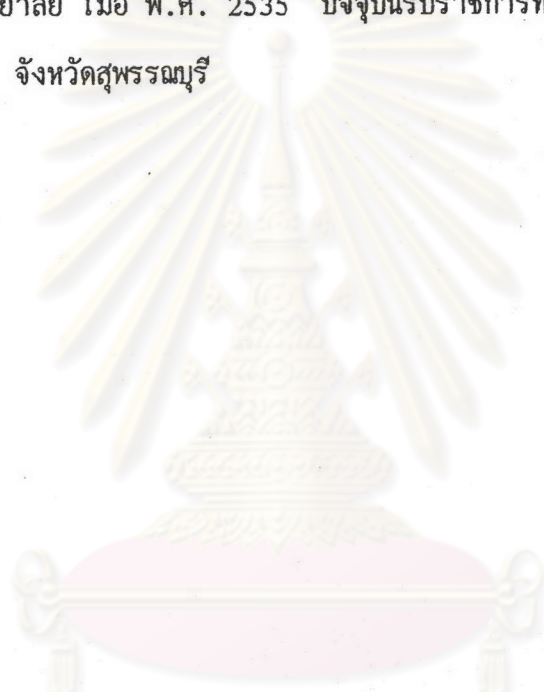 ยาลัย เมื่อ พ.ศ. 2535 ปัจจุบันรับราชการที่
จังหวัดสุพรรณบุรี